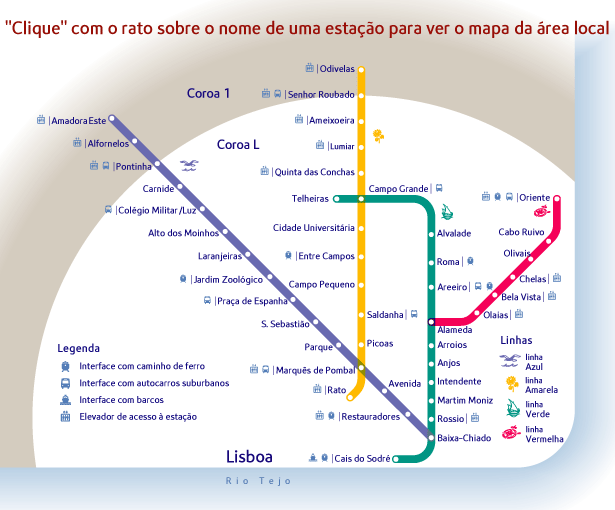 "Clique" com o rato sobre o nome de uma estação para ver o mapa da área local
Odivelas
Coroa 1
Senhor Roubado
Amadora Este
Ameixoeira
Alfornelos
Coroa L
Lumiar
Pontinha
Quinta das Conchas
Carnide
Campo Grande
Telheiras
Oriente
Colégio Militar/Luz
Cidade Universitária
Alto dos Moinhos
Alvalade
Cabo Ruivo
Laranjeiras
Entre Campos
Roma
Olivais
Jardim Zoológico
Campo Pequeno
Areeiro
Chelas
Praça de Espanha
Bela Vista
Saldanha
Olaias
S. Sebastião
Alameda
Parque
Picoas
Arroios
Linhas
Legenda
linha
Azul
Interface com caminho de ferro
Marquês de Pombal
Anjos
Interface com autocarros suburbanos
Rato
Avenida
Intendente
linha
Amarela
Interface com barcos
Martim Moniz
linha
Verde
Elevador de acesso à estação
Restauradores
Rossio
linha
Vermelha
Baixa-Chiado
Lisboa
Cais do Sodré
Rio Tejo